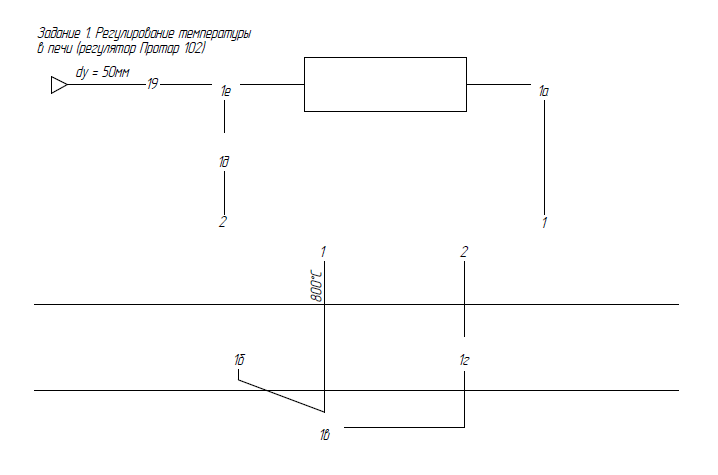 Задание 1. Регулирование температуры
в печи (регулятор Протар 102)
dy = 50мм
19
1е
1а
1д
2
1
1
2
800°С
1б
1г
1в